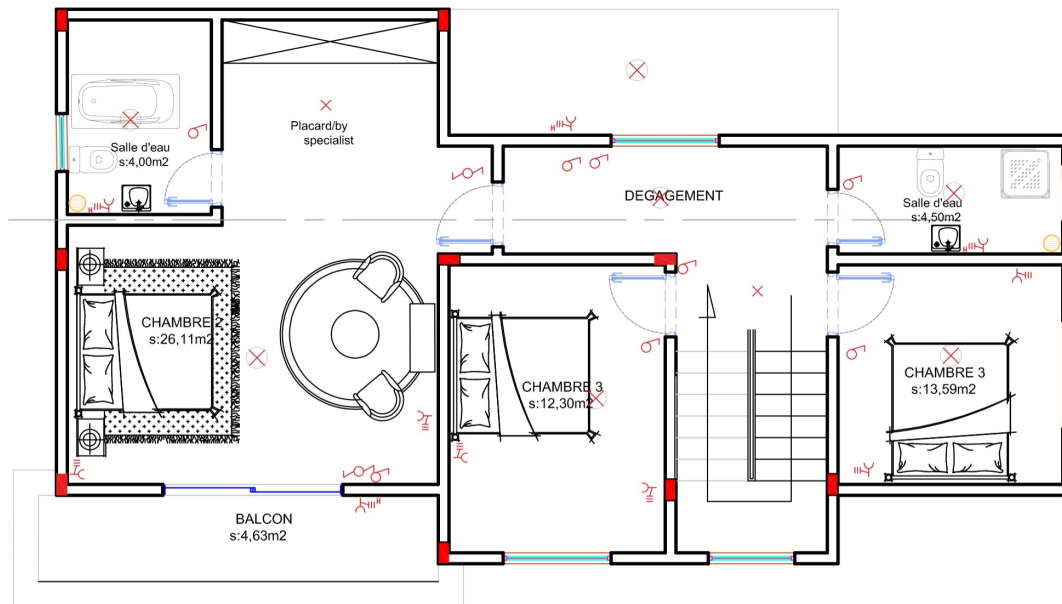 Placard/by
specialist
Salle d'eau
s:4,00m2
DEGAGEMENT
Salle d'eau
s:4,50m2
CHAMBRE 2
s:26,11m2
CHAMBRE 3
s:12,30m2
CHAMBRE 3
s:13,59m2
BALCON
s:4,63m2